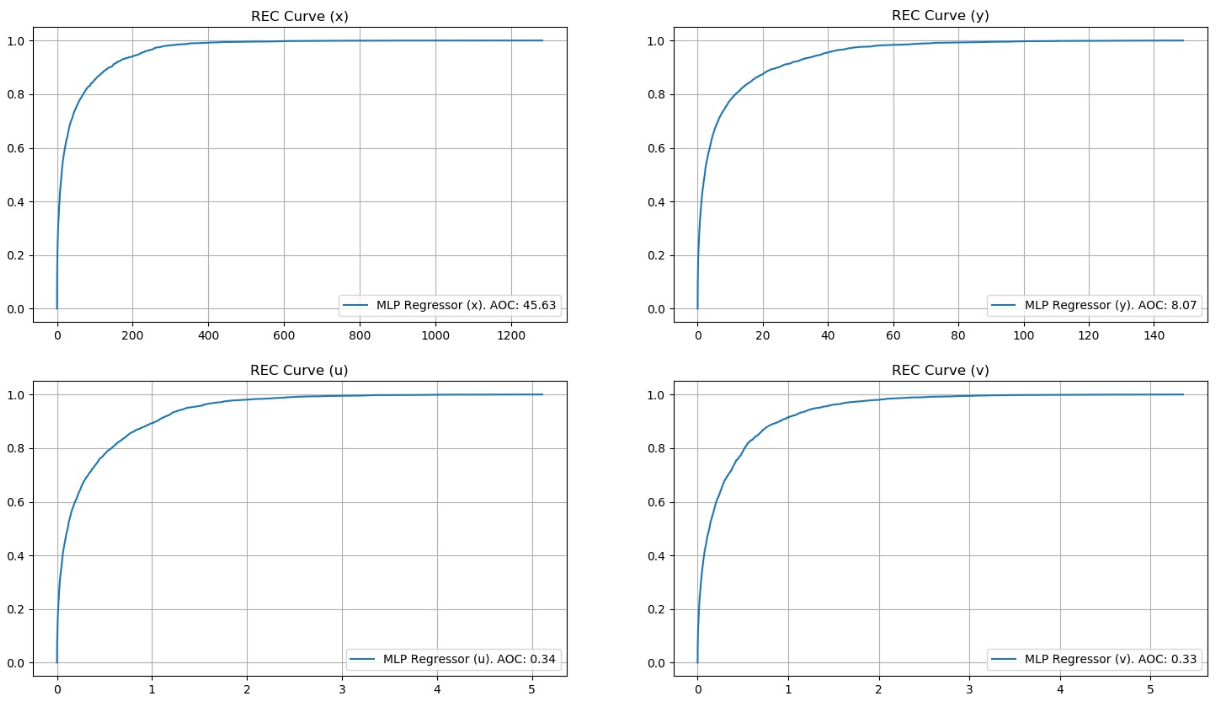 REC Curve (x)
1.0
0.8
0.6
0.4
0.2
0.0
MLP Regressor (x). AOC: 45.63
0 200 400 600 800 1000 1200
REC Curve (y)
1.0
0.8
0.6
0.4
0.2
0.0
MLP Regressor (y). AOC: 8.07
0 20 40 60 80 100 120 140
REC Curve (u)
1.0
0.8
0.6
0.4
0.2
0.0
MLP Regressor (u). AOC: 0.34
0 1 2 3 4 5
REC Curve (v)
1.0
0.8
0.6
0.4
0.2
0.0
MLP Regressor (v). AOC: 0.33
0 1 2 3 4 5